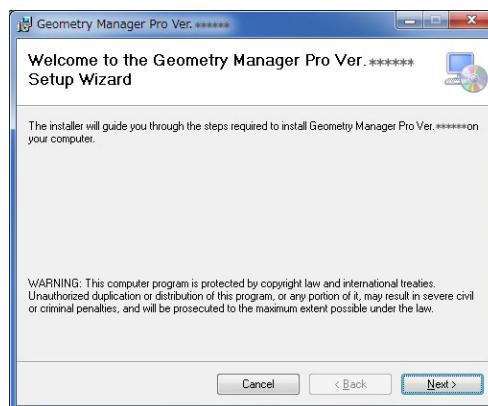 Geometry Manager Pro Ver. ******
Welcome to the Geometry Manager Pro Ver. ******
Setup Wizard
The installer will guide you through the steps required to install Geometry Manager Pro Ver. ******on
your computer.
WARNING: This computer program is protected by copyright law and international treaties.
Unauthorized duplication or distribution of this program, or any portion of it, may result in severe civil
or criminal penalties, and will be prosecuted to the maximum extent possible under the law.
Cancel < Back Next >